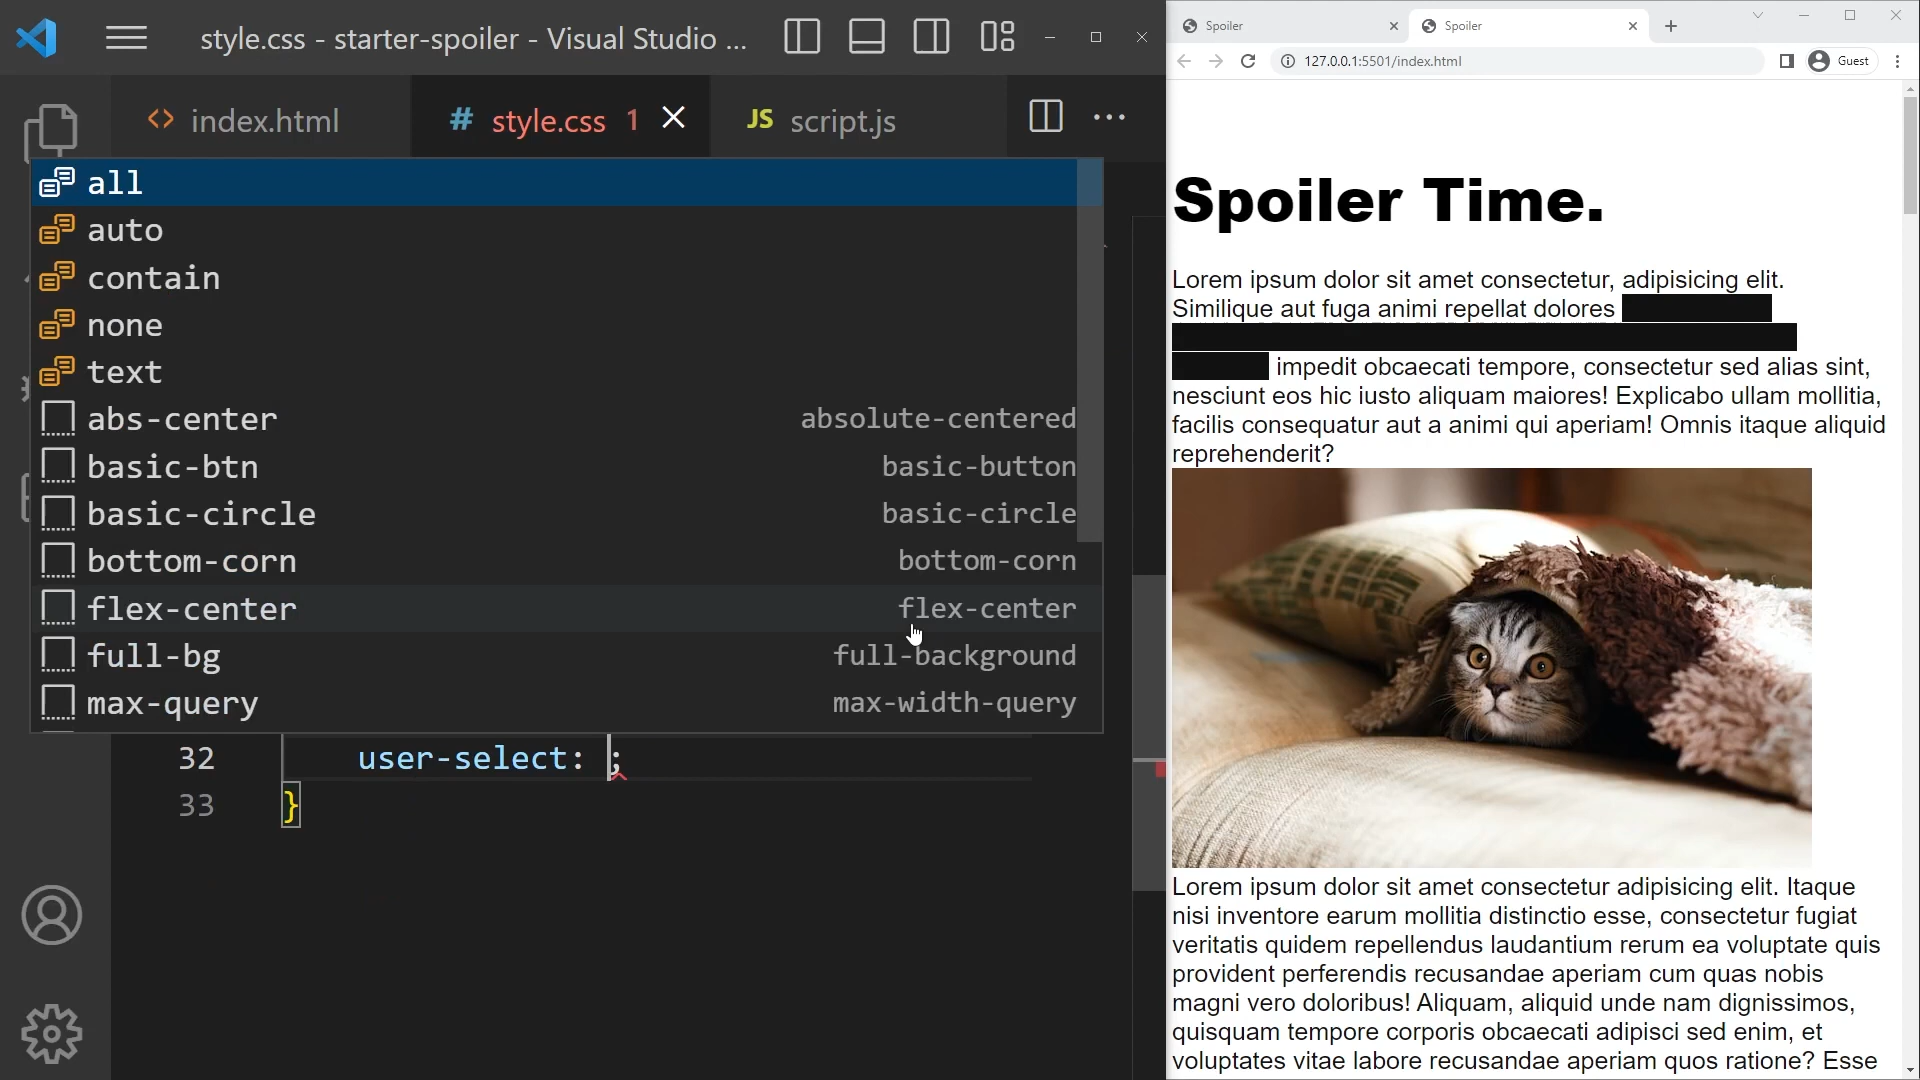 style.css - starter-spoiler - Visual Studio ...
index.html
# style.css 1
JS script.js
all
auto
contain
none
text
abs-center absolute-centered
basic-btn basic-button
basic-circle basic-circle
bottom-corn bottom-corn
flex-center flex-center
full-bg full-background
max-query max-width-query
32 user-select: ;
33 }
Spoiler
Spoiler
127.0.0.1:5501/index.html
Guest
Spoiler Time.
Lorem ipsum dolor sit amet consectetur, adipisicing elit.
Similique aut fuga animi repellat dolores
impedit obcaecati tempore, consectetur sed alias sint,
nesciunt eos hic iusto aliquam maiores! Explicabo ullam mollitia,
facilis consequatur aut a animi qui aperiam! Omnis itaque aliquid
reprehenderit?
Lorem ipsum dolor sit amet consectetur adipisicing elit. Itaque
nisi inventore earum mollitia distinctio esse, consectetur fugiat
veritatis quidem repellendus laudantium rerum ea voluptate quis
provident perferendis recusandae aperiam cum quas nobis
magni vero doloribus! Aliquam, aliquid unde nam dignissimos,
quisquam tempore corporis obcaecati adipisci sed enim, et
voluptates vitae labore recusandae aperiam quos ratione? Esse